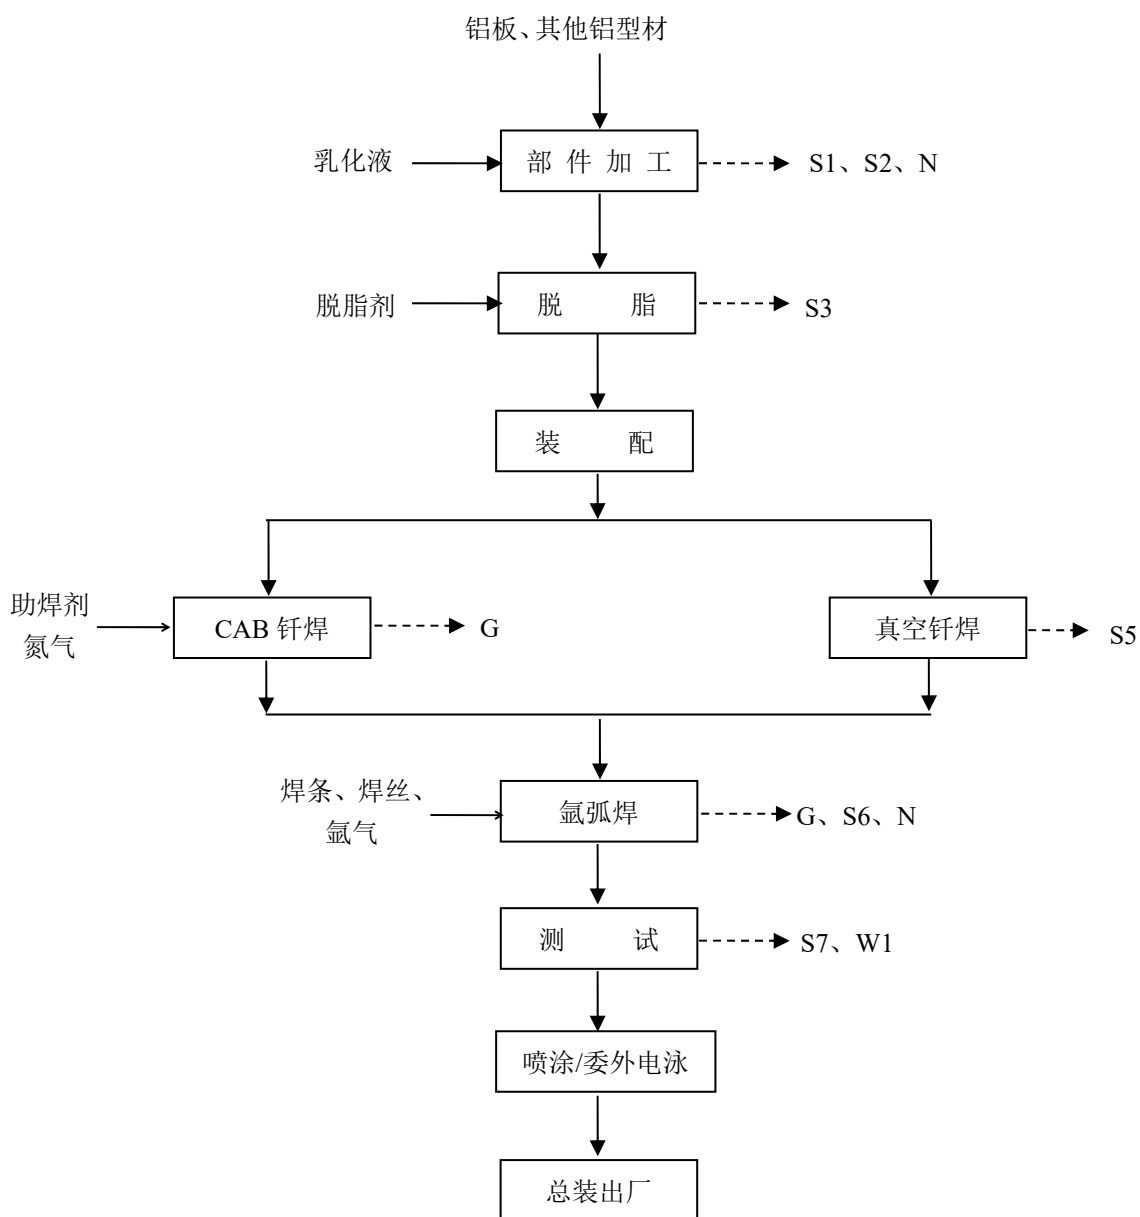 铝板、其他铝型材
乳化液
部 件 加 工
S1、S2、N
脱脂剂
脱 脂
S3
装 配
助焊剂
氮气
CAB 钎焊
G
真空钎焊
S5
焊条、焊丝、
氩气
氩弧焊
G、S6、N
测 试
S7、W1
喷涂/委外电泳
总装出厂